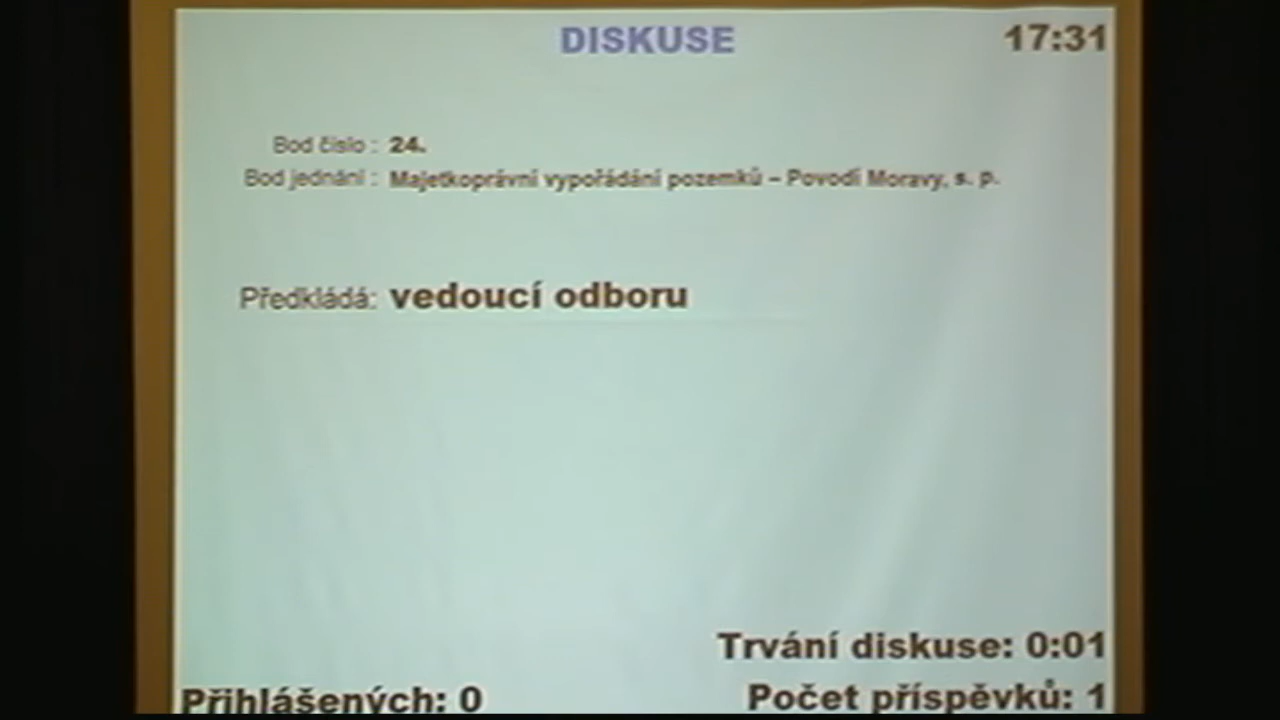 DISKUSE 17:31
Bod číslo : 24.
Bod jednání : Majetkoprávní vypořádání pozemků – Povodí Moravy, s. p.
Předkládá: vedoucí odboru
Trvání diskuse: 0:01
Přihlášených: 0 Počet příspěvků: 1